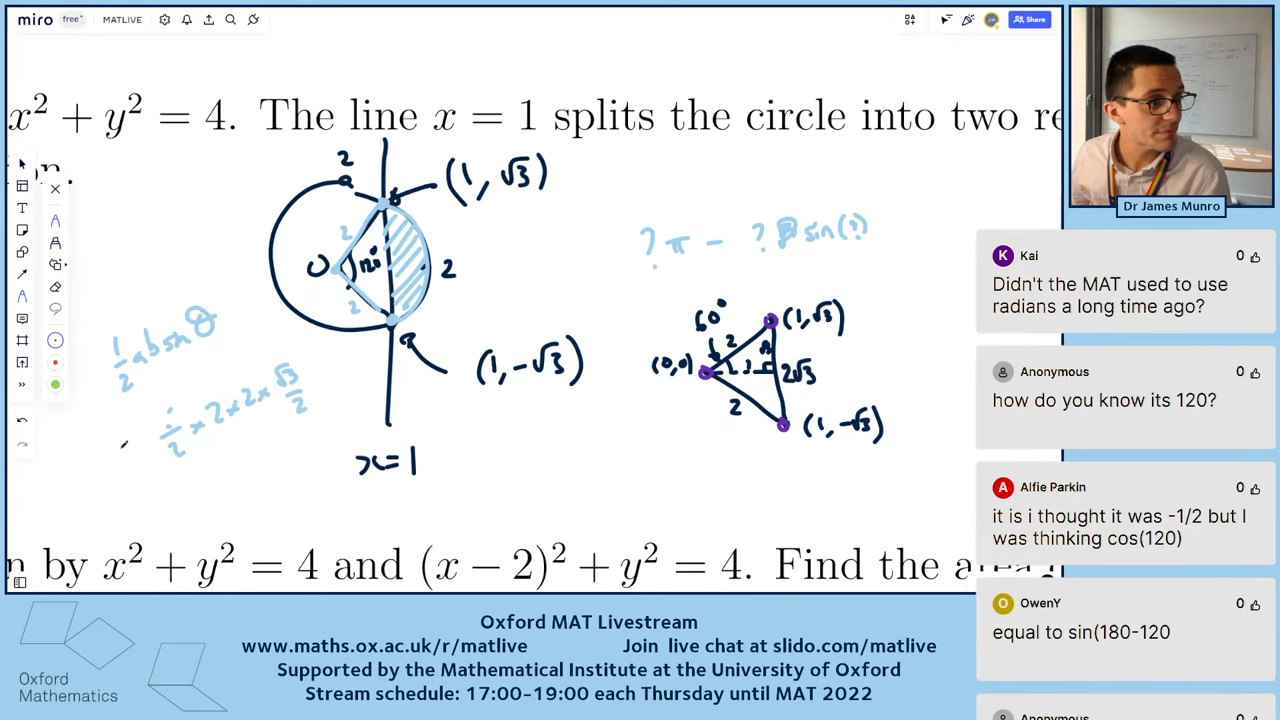 miro free MATLIVE Share
x² + y² = 4. The line x = 1 splits the circle into two re
2
(1, √3)
2
O 120° 2
2
(1, -√3)
x = 1
½ab sin θ
½ × 2 × 2 × √3/2
?π - ? sin(?)
60°
(1, √3)
2
(0,0)
2√3
2
(1, -√3)
n by x² + y² = 4 and (x − 2)² + y² = 4. Find the area
Dr James Munro
K Kai 0
Didn't the MAT used to use
radians a long time ago?
Anonymous 0
how do you know its 120?
A Alfie Parkin 0
it is i thought it was -1/2 but I
was thinking cos(120)
O OwenY 0
equal to sin(180-120
Anonymous 0
Oxford
Mathematics
Oxford MAT Livestream
www.maths.ox.ac.uk/r/matlive Join live chat at slido.com/matlive
Supported by the Mathematical Institute at the University of Oxford
Stream schedule: 17:00-19:00 each Thursday until MAT 2022